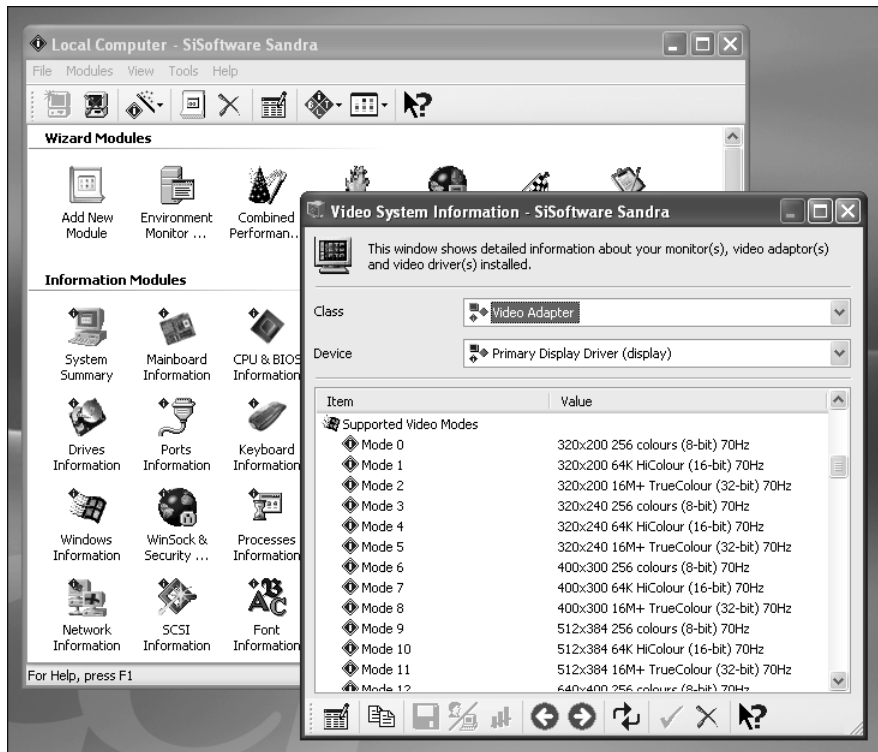 Local Computer - SiSoftware Sandra
File Modules View Tools Help
Wizard Modules
Add New Module
Environment Monitor ...
Combined Performan...
Information Modules
System Summary
Mainboard Information
CPU & BIOS Information
Drives Information
Ports Information
Keyboard Information
Windows Information
WinSock & Security ...
Processes Information
Network Information
SCSI Information
Font Information
For Help, press F1
Video System Information - SiSoftware Sandra
This window shows detailed information about your monitor(s), video adaptor(s)
and video driver(s) installed.
Class Video Adapter
Device Primary Display Driver (display)
Item Value
Supported Video Modes
Mode 0 320x200 256 colours (8-bit) 70Hz
Mode 1 320x200 64K HiColour (16-bit) 70Hz
Mode 2 320x200 16M+ TrueColour (32-bit) 70Hz
Mode 3 320x240 256 colours (8-bit) 70Hz
Mode 4 320x240 64K HiColour (16-bit) 70Hz
Mode 5 320x240 16M+ TrueColour (32-bit) 70Hz
Mode 6 400x300 256 colours (8-bit) 70Hz
Mode 7 400x300 64K HiColour (16-bit) 70Hz
Mode 8 400x300 16M+ TrueColour (32-bit) 70Hz
Mode 9 512x384 256 colours (8-bit) 70Hz
Mode 10 512x384 64K HiColour (16-bit) 70Hz
Mode 11 512x384 16M+ TrueColour (32-bit) 70Hz
Mode 12 640x400 256 colours (8-bit) 70Hz